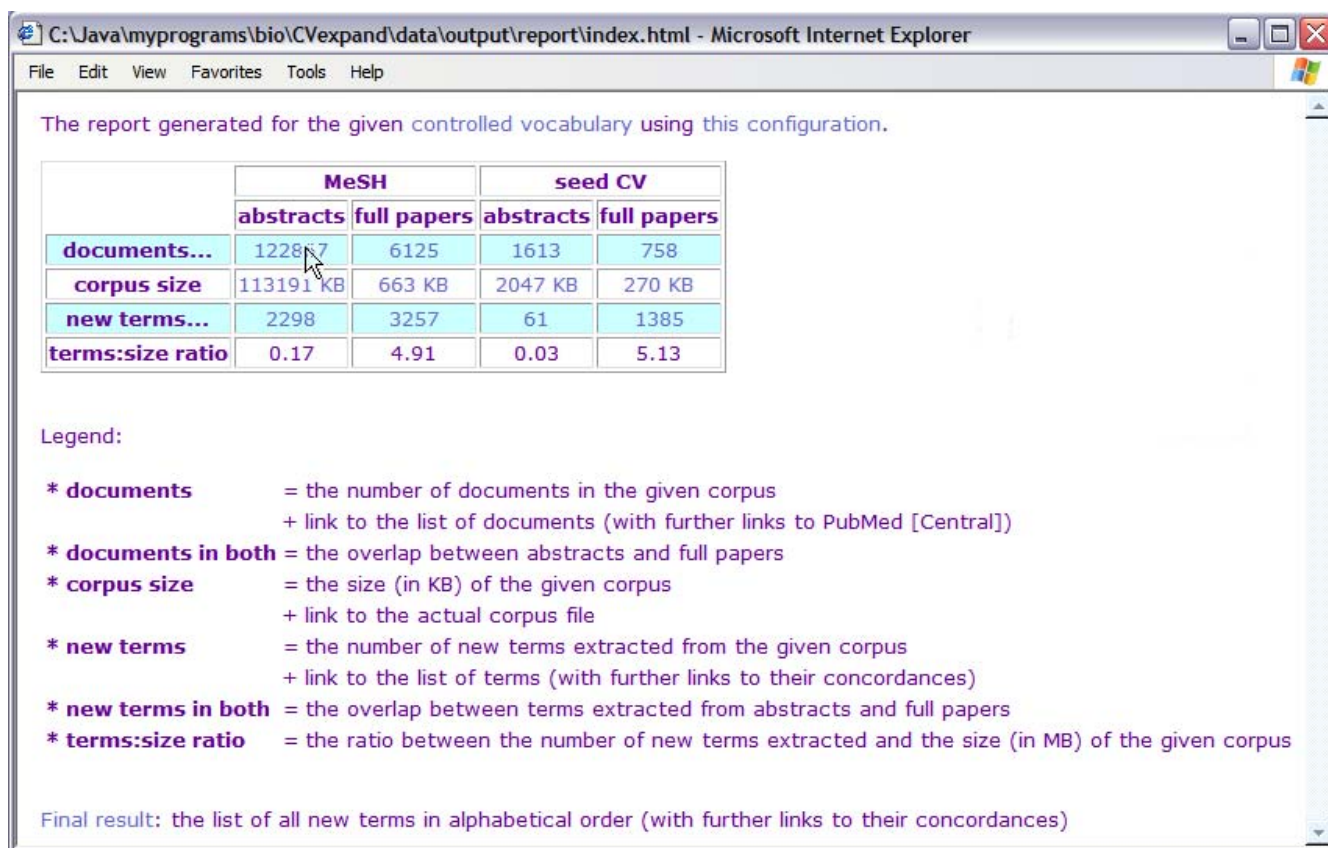 C:\Java\myprograms\bio\CVexpand\data\output\report\index.html - Microsoft Internet Explorer
File Edit View Favorites Tools Help
The report generated for the given controlled vocabulary using this configuration.
MeSH seed CV
abstracts full papers abstracts full papers
documents... 6125 1613 758
corpus size 113191 KB 663 KB 2047 KB 270 KB
new terms... 2298 3257 61 1385
terms:size ratio 0.17 4.91 0.03 5.13
Legend:
* documents = the number of documents in the given corpus
+ link to the list of documents (with further links to PubMed [Central])
* documents in both = the overlap between abstracts and full papers
* corpus size = the size (in KB) of the given corpus
+ link to the actual corpus file
* new terms = the number of new terms extracted from the given corpus
+ link to the list of terms (with further links to their concordances)
* new terms in both = the overlap between terms extracted from abstracts and full papers
* terms:size ratio = the ratio between the number of new terms extracted and the size (in MB) of the given corpus
Final result: the list of all new terms in alphabetical order (with further links to their concordances)